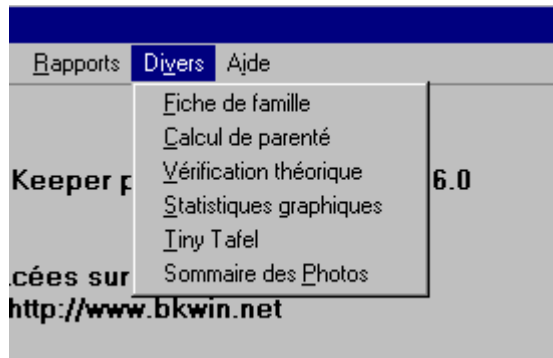 Rapports Divers Ajde
Fiche de famille
Calcul de parenté
Vérification théorique
Keeper 6.0
Statistiques graphiques
Tiny Tafel
Sommaire des Photos
cées sur
http://www.bkwin.net